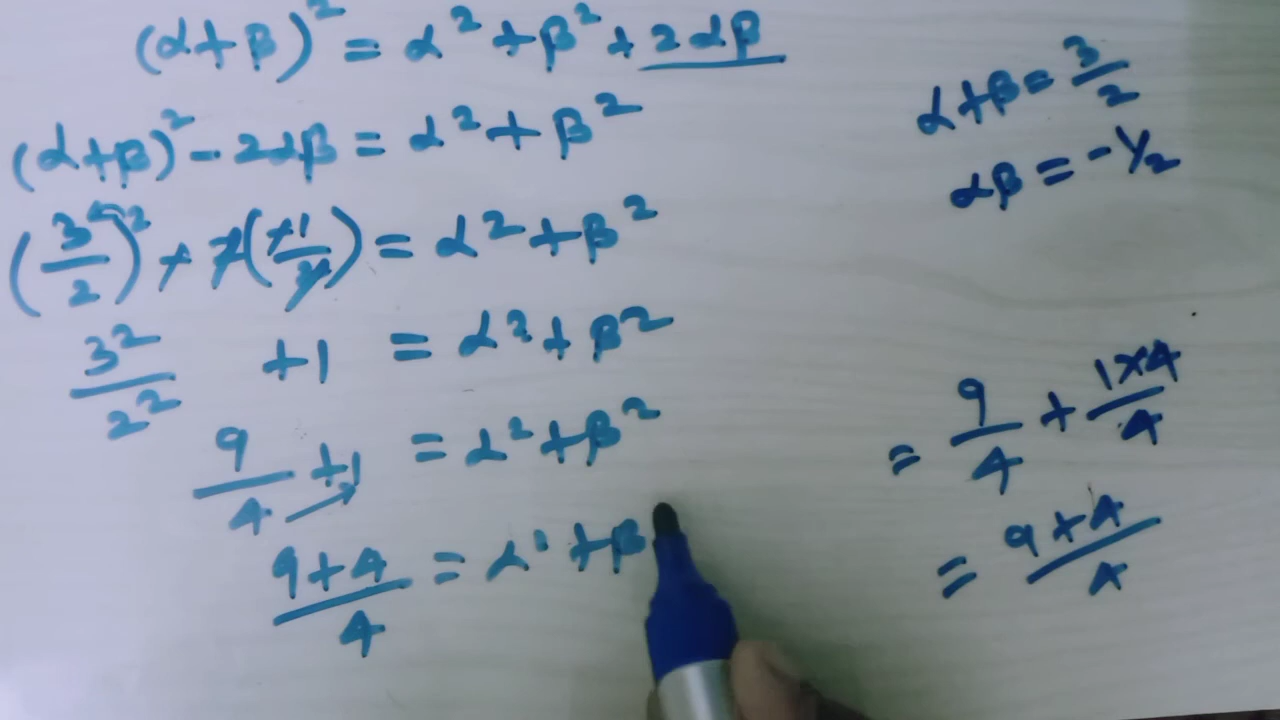 (α+β)² = α²+β²+2αβ
(α+β)²-2αβ = α²+β²
(3/2)² + 2(+1/2) = α²+β²
3²/2² +1 = α²+β²
9/4 +1 = α²+β²
9+4/4 = α²+β
α+β = 3/2
αβ = -1/2
= 9/4 + 1×4/4
= 9+4/4